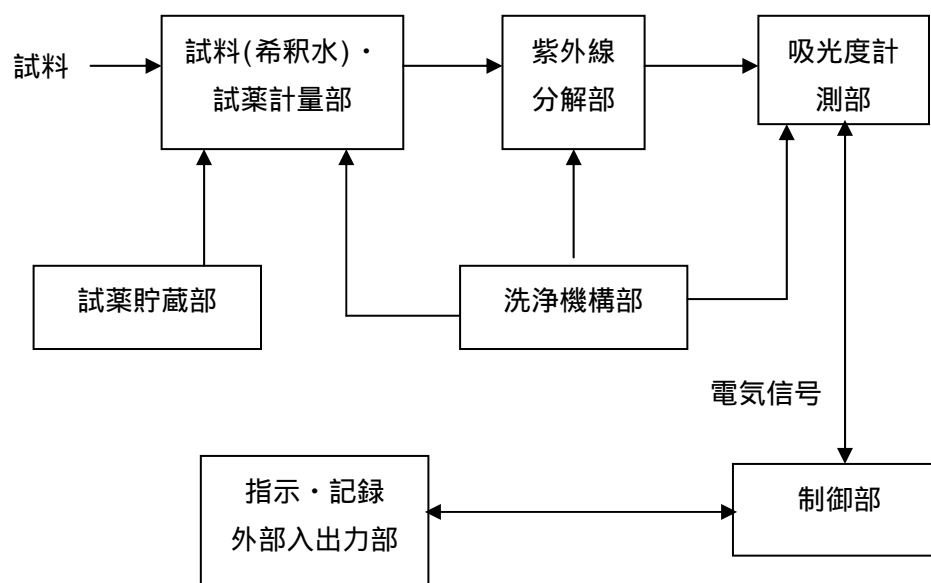 試料
試料(希釈水)・
試薬計量部
紫外線
分解部
吸光度計
測部
試薬貯蔵部
洗浄機構部
電気信号
指示・記録
外部入出力部
制御部